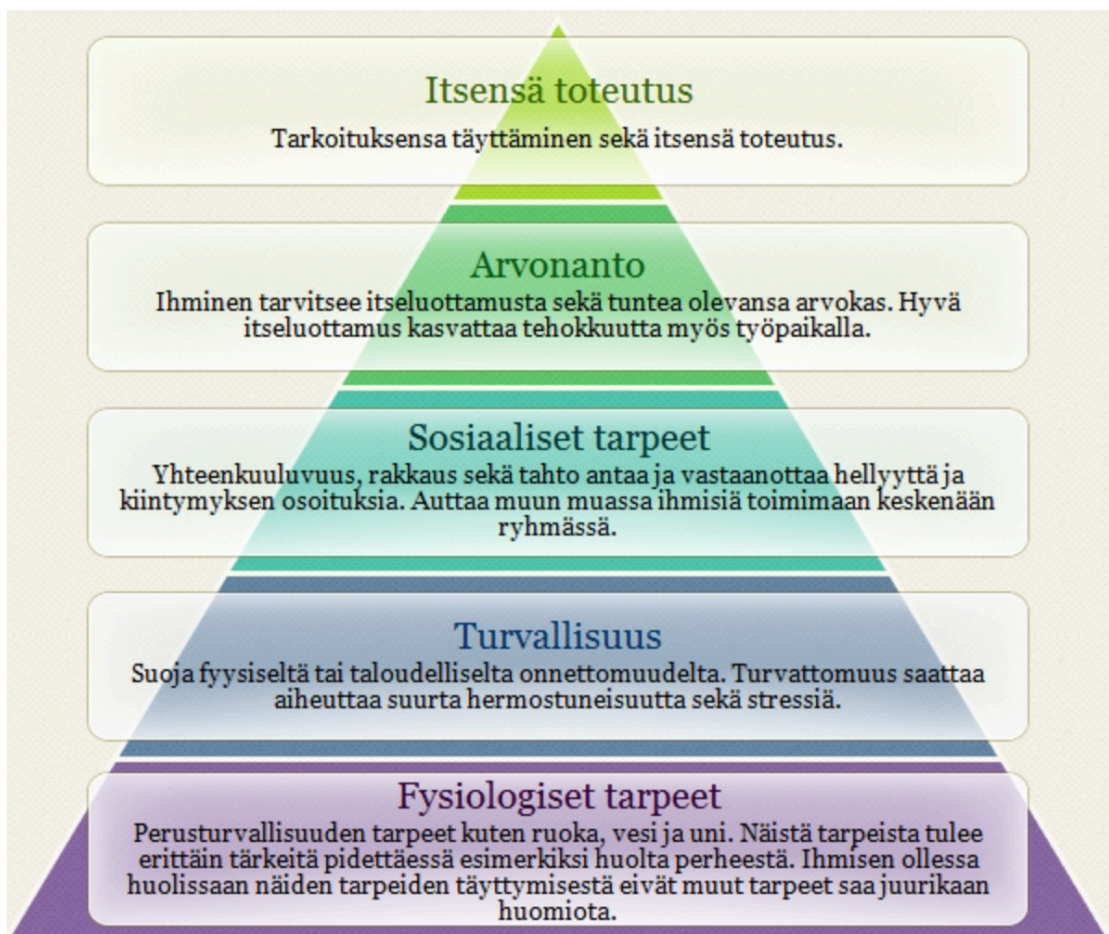 Itsensä toteutus
Tarkoituksensa täyttäminen sekä itsensä toteutus.
Arvonanto
Ihminen tarvitsee itseluottamusta sekä tuntea olevansa arvokas. Hyvä
itseluottamus kasvattaa tehokkuutta myös työpaikalla.
Sosiaaliset tarpeet
Yhteenkuuluvuus, rakkaus sekä tahto antaa ja vastaanottaa hellyyttä ja
kiintymyksen osoituksia. Auttaa muun muassa ihmisiä toimimaan keskenään
ryhmässä.
Turvallisuus
Suoja fyysiseltä tai taloudelliselta onnettomuudelta. Turvattomuus saattaa
aiheuttaa suurta hermostuneisuutta sekä stressiä.
Fysiologiset tarpeet
Perusturvallisuuden tarpeet kuten ruoka, vesi ja uni. Näistä tarpeista tulee
erittäin tärkeitä pidettäessä esimerkiksi huolta perheestä. Ihmisen ollessa
huolissaan näiden tarpeiden täyttymisestä eivät muut tarpeet saa juurikaan
huomiota.